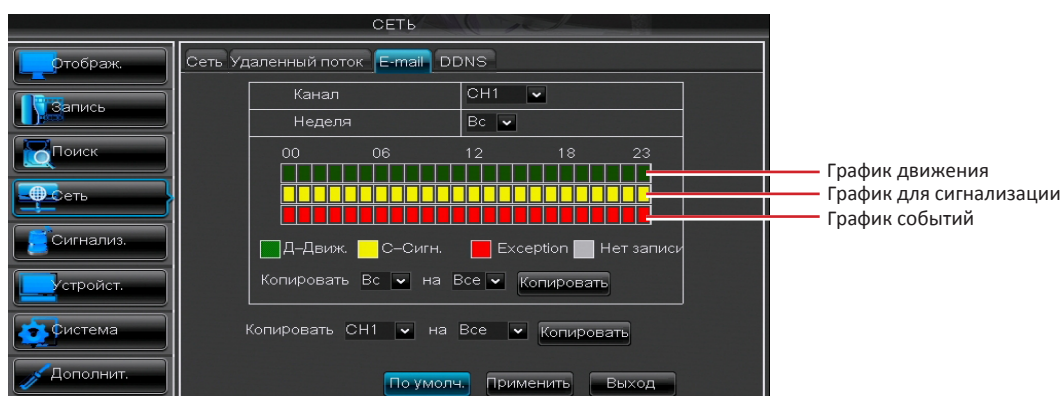 СЕТЬ
Отображ.
Запись
Поиск
Сеть
Сигнализ.
Устройст.
Система
Дополнит.
Сеть Удаленный поток E-mail DDNS
Канал CH1
Неделя Вс
00 06 12 18 23
Д–Движ. С–Сигн. Exception Нет записи
Копировать Вс на Все Копировать
Копировать CH1 на Все Копировать
По умолч. Применить Выход
График движения
График для сигнализации
График событий